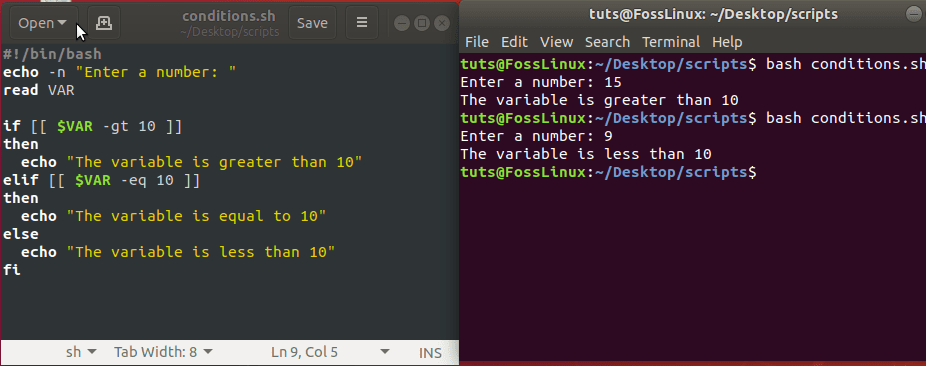 Open
conditions.sh
~/Desktop/scripts
Save
#!/bin/bash
echo -n "Enter a number: "
read VAR
if [[ $VAR -gt 10 ]]
then
  echo "The variable is greater than 10"
elif [[ $VAR -eq 10 ]]
then
  echo "The variable is equal to 10"
else
  echo "The variable is less than 10"
fi
sh
Tab Width: 8
Ln 9, Col 5
INS
tuts@FossLinux: ~/Desktop/scripts
File Edit View Search Terminal Help
tuts@FossLinux:~/Desktop/scripts$ bash conditions.sh
Enter a number: 15
The variable is greater than 10
tuts@FossLinux:~/Desktop/scripts$ bash conditions.sh
Enter a number: 9
The variable is less than 10
tuts@FossLinux:~/Desktop/scripts$